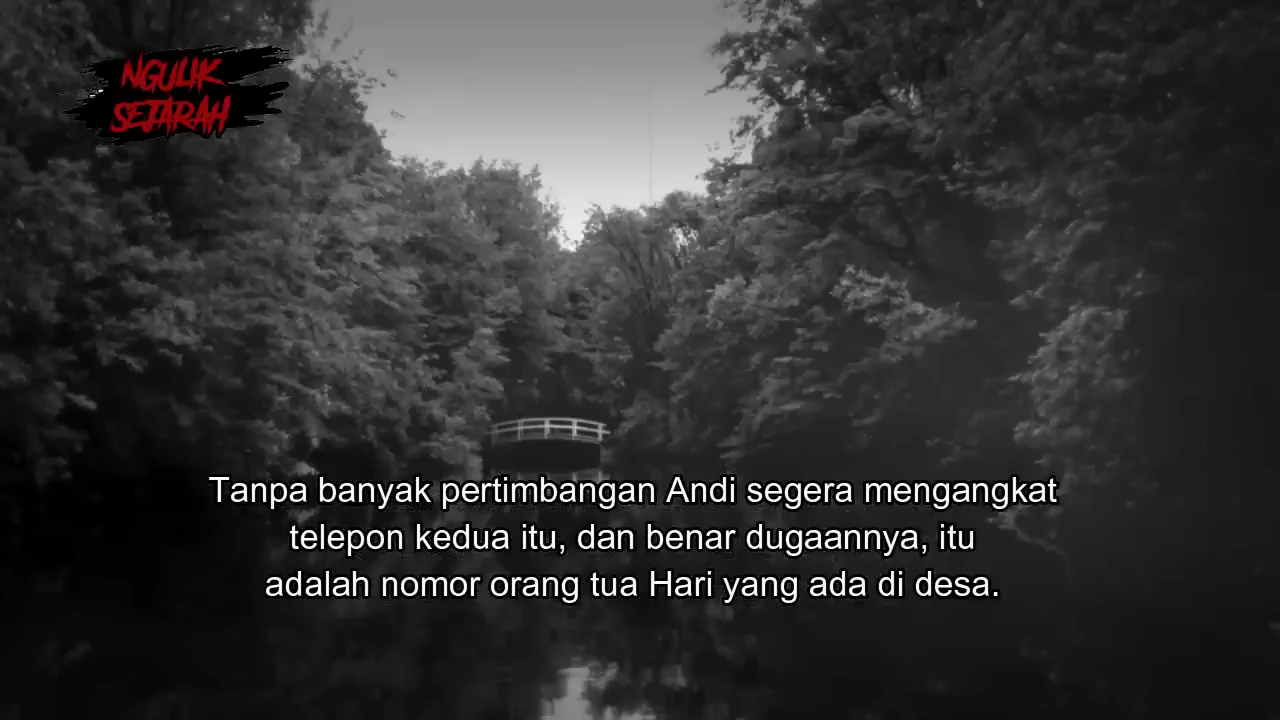 NGULIK
SEJARAH
Tanpa banyak pertimbangan Andi segera mengangkat
telepon kedua itu, dan benar dugaannya, itu
adalah nomor orang tua Hari yang ada di desa.